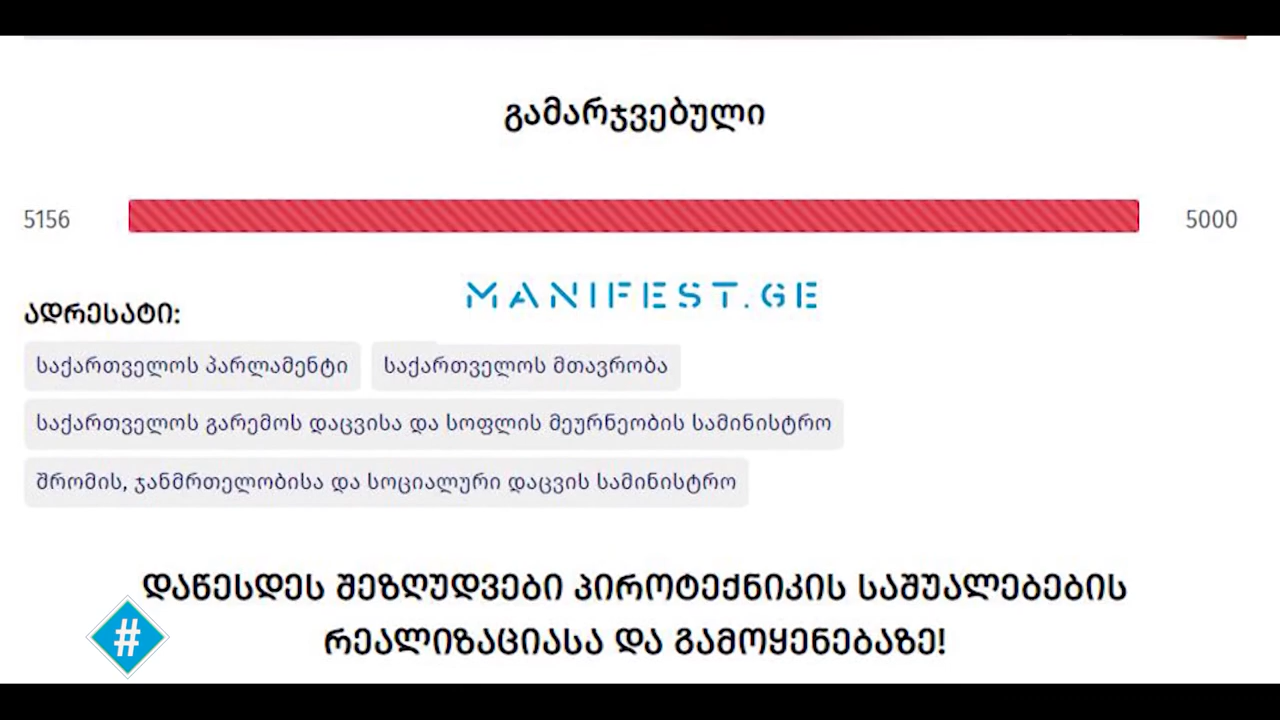 გამარჯვებული
5156
5000
MANIFEST.GE
ადრესატი:
საქართველოს პარლამენტი
საქართველოს მთავრობა
საქართველოს გარემოს დაცვისა და სოფლის მეურნეობის სამინისტრო
შრომის, ჯანმრთელობისა და სოციალური დაცვის სამინისტრო
დაწესდეს შეზღუდვები პიროტექნიკის საშუალებების
რეალიზაციასა და გამოყენებაზე!
#